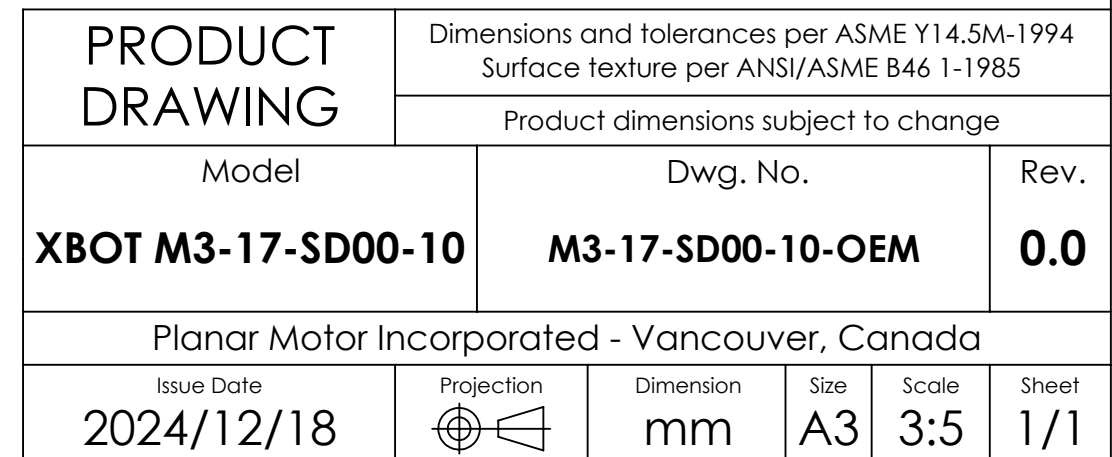 PRODUCT
DRAWING
Dimensions and tolerances per ASME Y14.5M-1994
Surface texture per ANSI/ASME B46 1-1985
Product dimensions subject to change
Model
XBOT M3-17-SD00-10
Dwg. No.
M3-17-SD00-10-OEM
Rev.
0.0
Planar Motor Incorporated - Vancouver, Canada
Issue Date
2024/12/18
Projection
Dimension
mm
Size
A3
Scale
3:5
Sheet
1/1